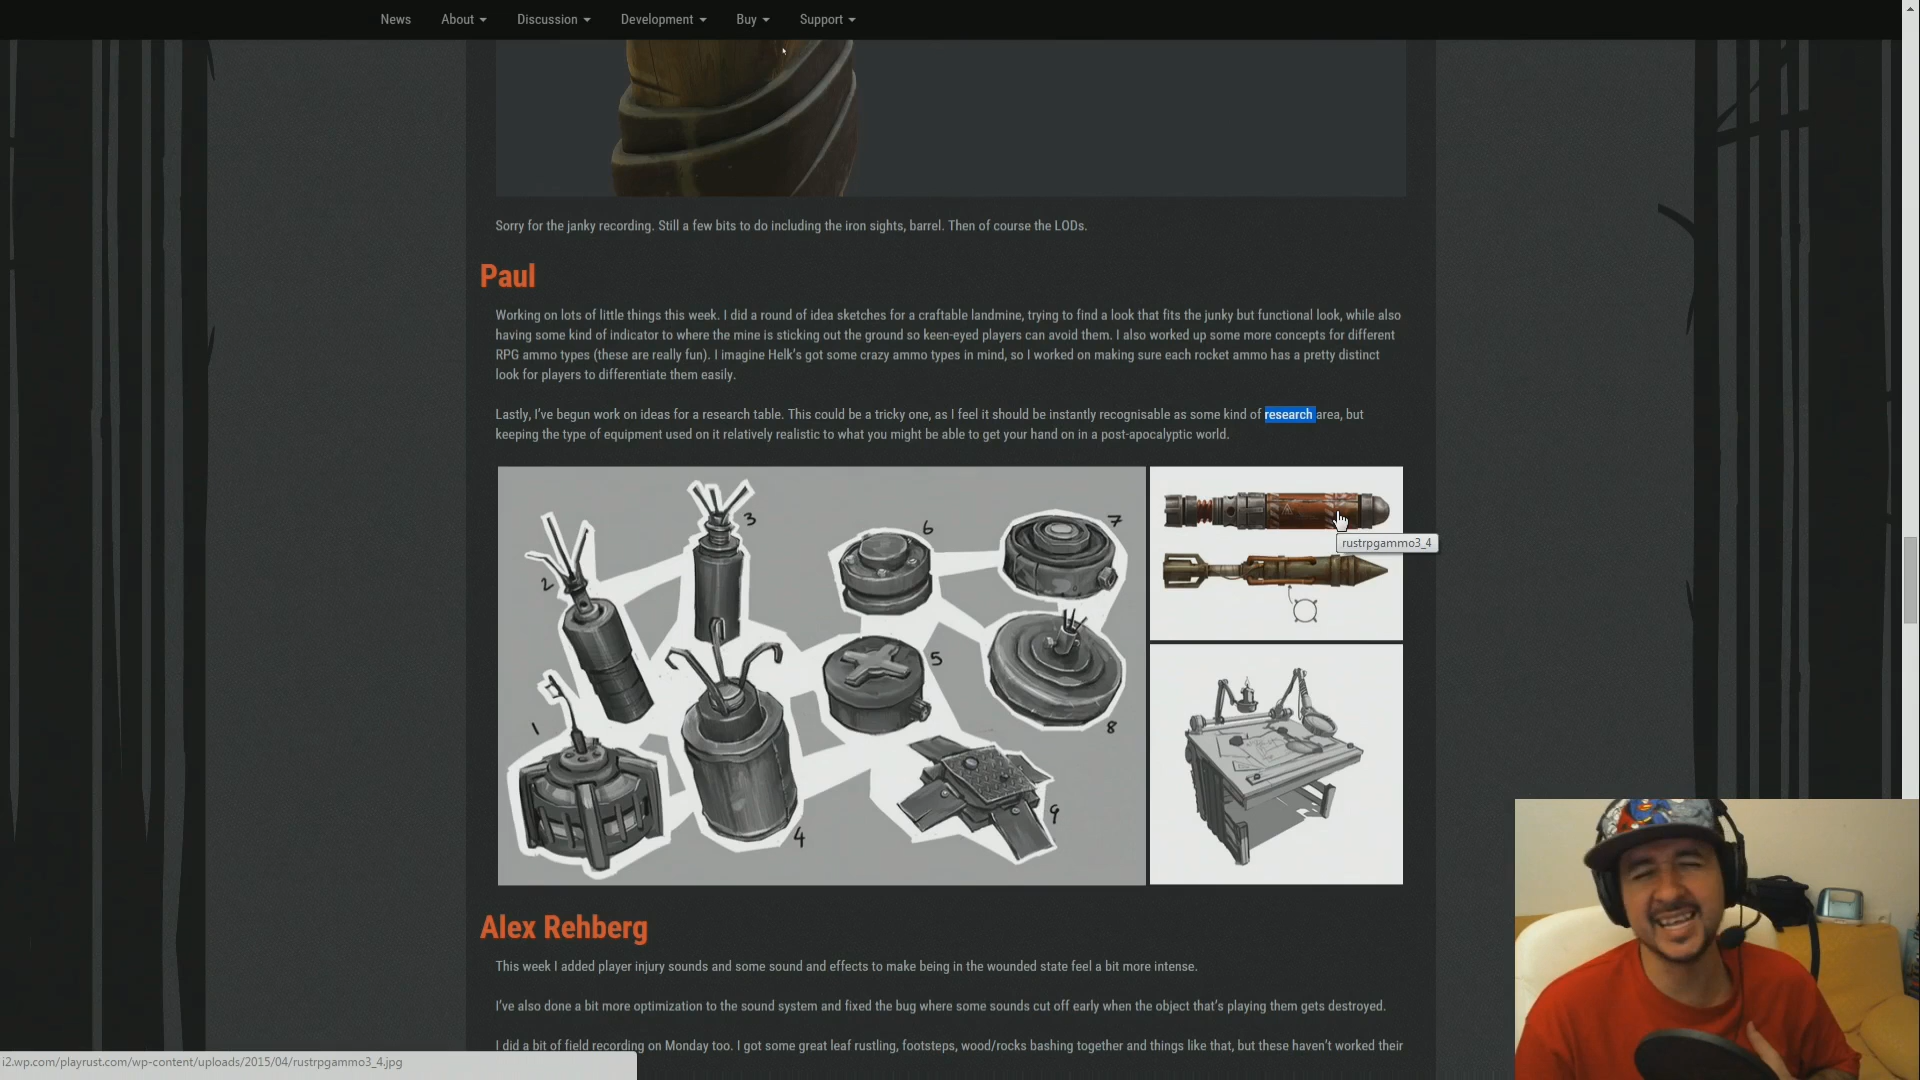 News About Discussion Development Buy Support
Sorry for the janky recording. Still a few bits to do including the iron sights, barrel. Then of course the LODs.
Paul
Working on lots of little things this week. I did a round of idea sketches for a craftable landmine, trying to find a look that fits the junky but functional look, while also
having some kind of indicator to where the mine is sticking out the ground so keen-eyed players can avoid them. I also worked up some more concepts for different
RPG ammo types (these are really fun). I imagine Helk's got some crazy ammo types in mind, so I worked on making sure each rocket ammo has a pretty distinct
look for players to differentiate them easily.
Lastly, I've begun work on ideas for a research table. This could be a tricky one, as I feel it should be instantly recognisable as some kind of research area, but
keeping the type of equipment used on it relatively realistic to what you might be able to get your hand on in a post-apocalyptic world.
2
3
6
7
1
4
5
8
9
rustrpgammo3_4
Alex Rehberg
This week I added player injury sounds and some sound and effects to make being in the wounded state feel a bit more intense.
I've also done a bit more optimization to the sound system and fixed the bug where some sounds cut off early when the object that's playing them gets destroyed.
I did a bit of field recording on Monday too. I got some great leaf rustling, footsteps, wood/rocks bashing together and things like that, but these haven't worked their
i2.wp.com/playrust.com/wp-content/uploads/2015/04/rustrpgammo3_4.jpg